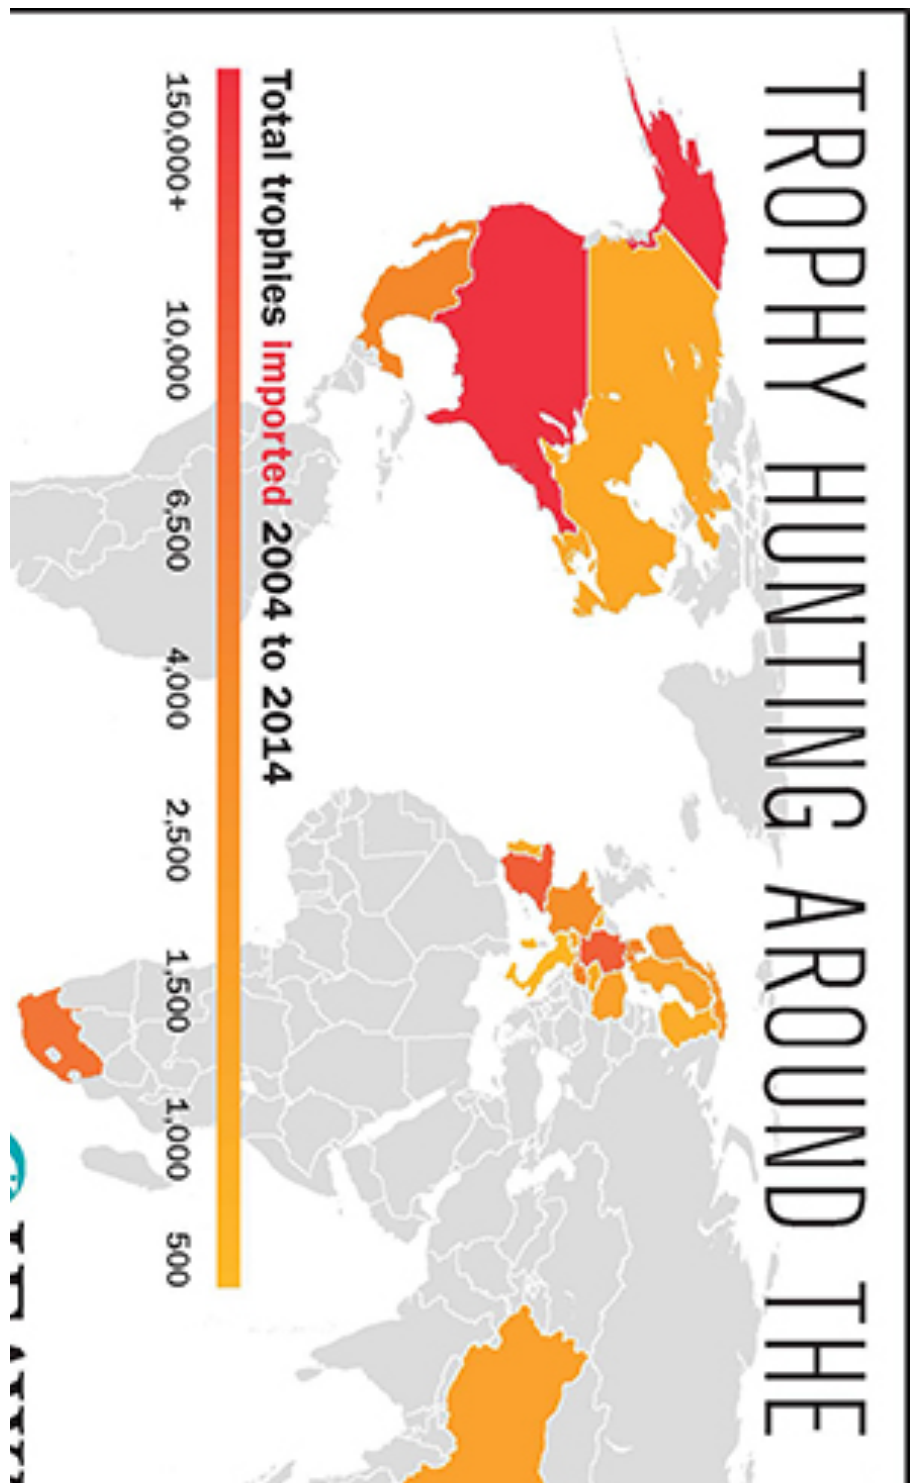 TROPHY HUNTING AROUND THE
Total trophies imported 2004 to 2014
150,000+ 10,000 6,500 4,000 2,500 1,500 1,000 500